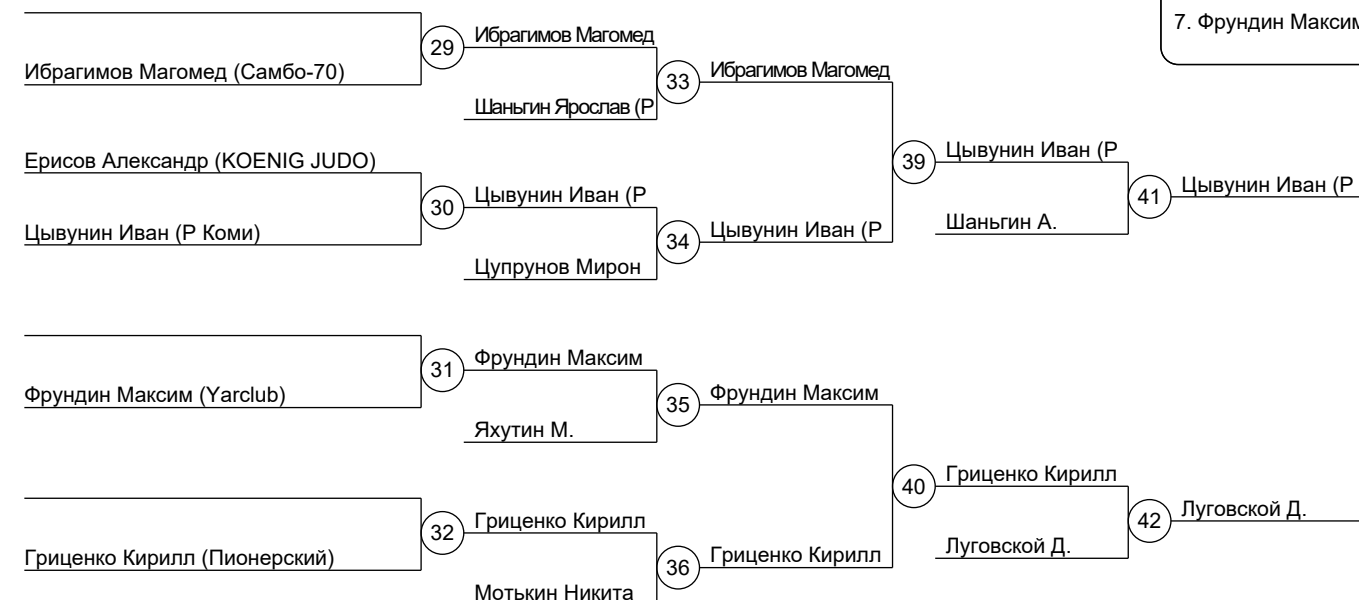 7. Фрундин Максим
29
Ибрагимов Магомед
Ибрагимов Магомед (Самбо-70)
33
Ибрагимов Магомед
Шаньгин Ярослав (Р
Ерисов Александр (KOENIG JUDO)
39
Цывунин Иван (Р
30
Цывунин Иван (Р
41
Цывунин Иван (Р
Цывунин Иван (Р Коми)
34
Цывунин Иван (Р
Шаньгин А.
Цупрунов Мирон
31
Фрундин Максим
Фрундин Максим (Yarclub)
35
Фрундин Максим
Яхутин М.
40
Гриценко Кирилл
32
Гриценко Кирилл
42
Луговской Д.
Гриценко Кирилл (Пионерский)
36
Гриценко Кирилл
Луговской Д.
Мотькин Никита